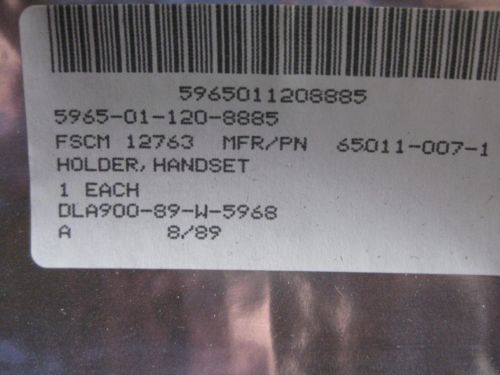 5965011208885
5965-01-120-8885
FSCM 12763 MFR/PN 65011-007-1
HOLDER, HANDSET
1 EACH
DLA900-89-W-5968
A 8/89